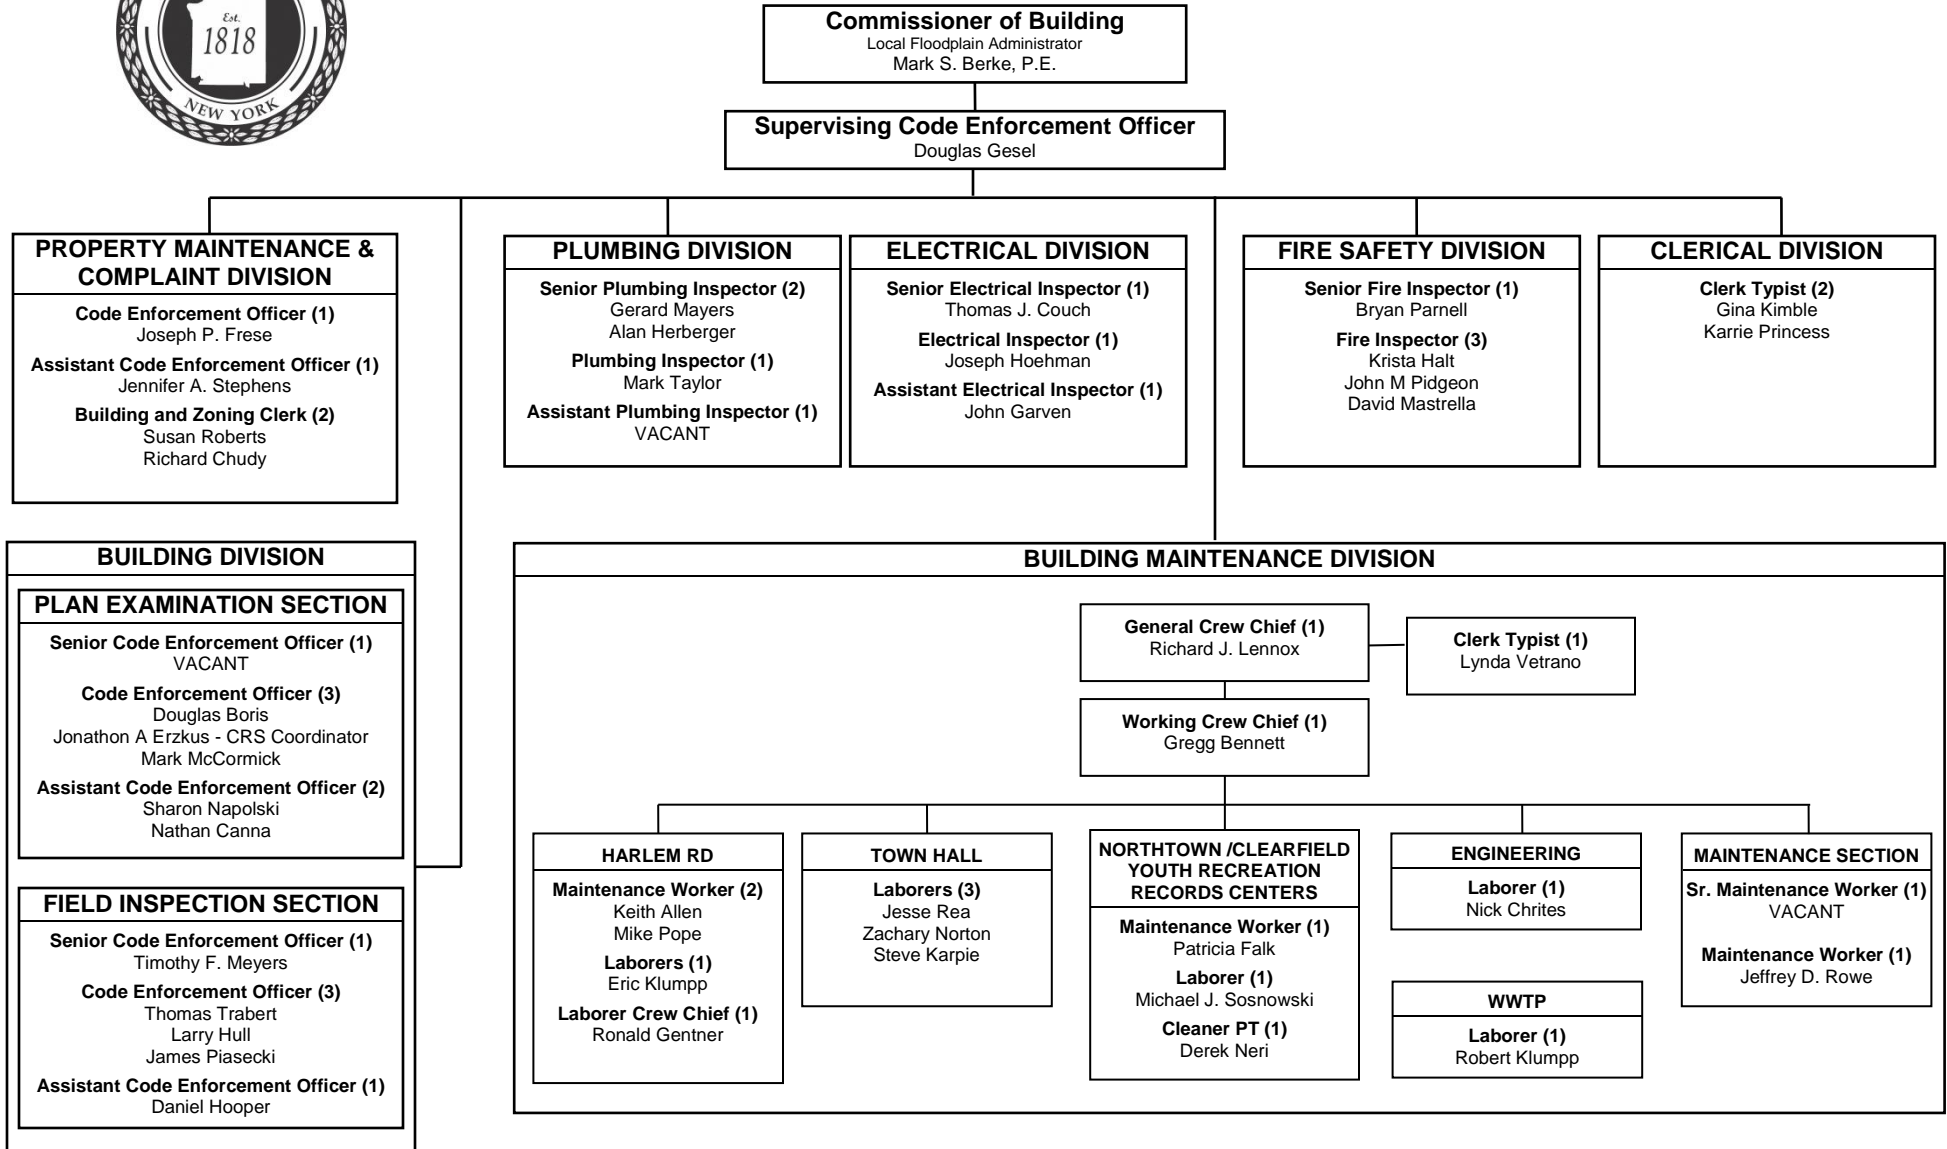 Est.
1818
NEW YORK
Commissioner of Building
Local Floodplain Administrator
Mark S. Berke, P.E.
Supervising Code Enforcement Officer
Douglas Gesel
PROPERTY MAINTENANCE &
COMPLAINT DIVISION
Code Enforcement Officer (1)
Joseph P. Frese
Assistant Code Enforcement Officer (1)
Jennifer A. Stephens
Building and Zoning Clerk (2)
Susan Roberts
Richard Chudy
PLUMBING DIVISION
Senior Plumbing Inspector (2)
Gerard Mayers
Alan Herberger
Plumbing Inspector (1)
Mark Taylor
Assistant Plumbing Inspector (1)
VACANT
ELECTRICAL DIVISION
Senior Electrical Inspector (1)
Thomas J. Couch
Electrical Inspector (1)
Joseph Hoehman
Assistant Electrical Inspector (1)
John Garven
FIRE SAFETY DIVISION
Senior Fire Inspector (1)
Bryan Parnell
Fire Inspector (3)
Krista Halt
John M Pidgeon
David Mastrella
CLERICAL DIVISION
Clerk Typist (2)
Gina Kimble
Karrie Princess
BUILDING DIVISION
PLAN EXAMINATION SECTION
Senior Code Enforcement Officer (1)
VACANT
Code Enforcement Officer (3)
Douglas Boris
Jonathon A Erzkus - CRS Coordinator
Mark McCormick
Assistant Code Enforcement Officer (2)
Sharon Napolski
Nathan Canna
FIELD INSPECTION SECTION
Senior Code Enforcement Officer (1)
Timothy F. Meyers
Code Enforcement Officer (3)
Thomas Trabert
Larry Hull
James Piasecki
Assistant Code Enforcement Officer (1)
Daniel Hooper
BUILDING MAINTENANCE DIVISION
General Crew Chief (1)
Richard J. Lennox
Clerk Typist (1)
Lynda Vetrano
Working Crew Chief (1)
Gregg Bennett
HARLEM RD
Maintenance Worker (2)
Keith Allen
Mike Pope
Laborers (1)
Eric Klumpp
Laborer Crew Chief (1)
Ronald Gentner
TOWN HALL
Laborers (3)
Jesse Rea
Zachary Norton
Steve Karpie
NORTHTOWN /CLEARFIELD
YOUTH RECREATION
RECORDS CENTERS
Maintenance Worker (1)
Patricia Falk
Laborer (1)
Michael J. Sosnowski
Cleaner PT (1)
Derek Neri
ENGINEERING
Laborer (1)
Nick Chrites
WWTP
Laborer (1)
Robert Klumpp
MAINTENANCE SECTION
Sr. Maintenance Worker (1)
VACANT
Maintenance Worker (1)
Jeffrey D. Rowe